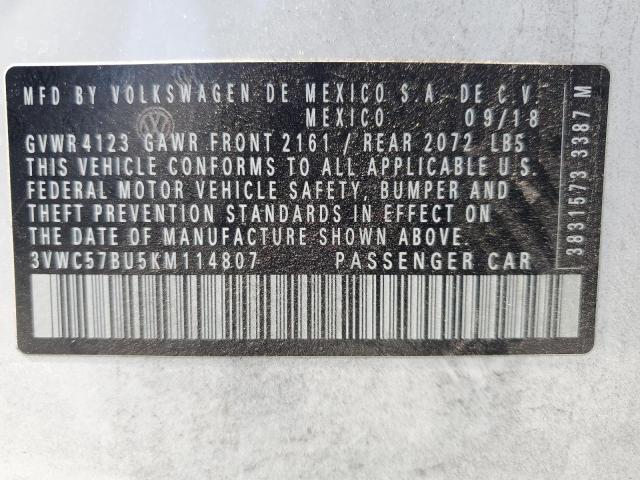 MFD BY VOLKSWAGEN DE MEXICO S.A. DE C.V.
MEXICO 09/18
GVWR 4123 GAWR FRONT 2161 / REAR 2072 LBS
THIS VEHICLE CONFORMS TO ALL APPLICABLE U.S.
FEDERAL MOTOR VEHICLE SAFETY, BUMPER AND
THEFT PREVENTION STANDARDS IN EFFECT ON
THE DATE OF MANUFACTURE SHOWN ABOVE.
3VWC57BU5KM114807 PASSENGER CAR
3831573 3387 M